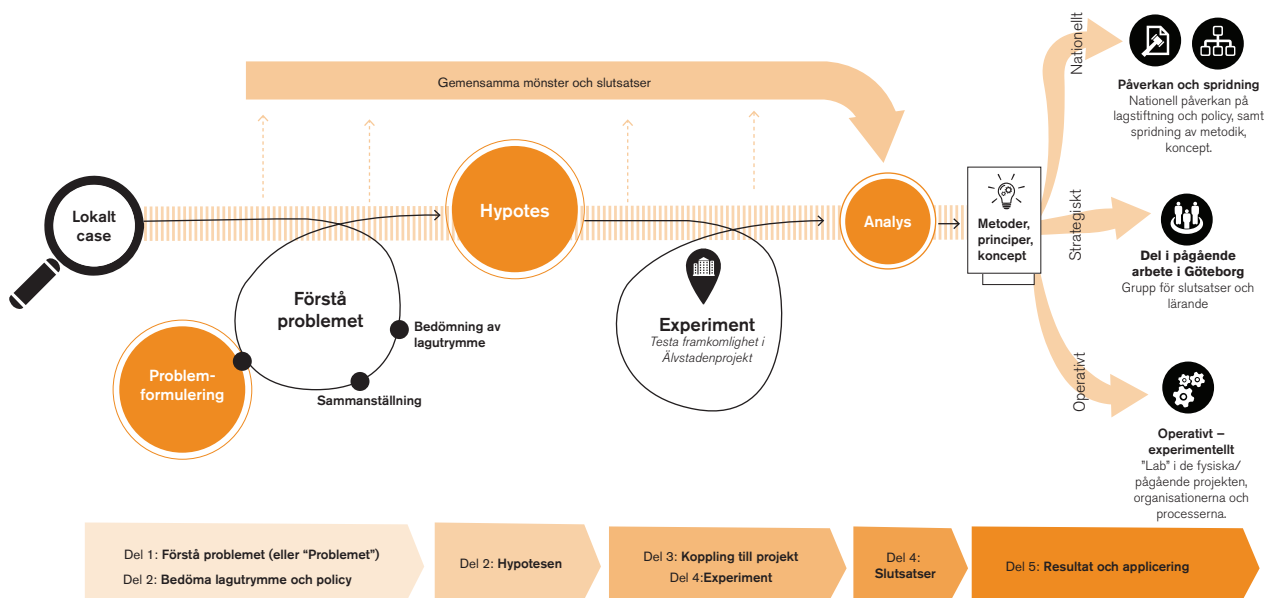 Gemensamma mönster och slutsatser
Lokalt
case
Problem-
formulering
Förstå
problemet
Bedömning av
lagutrymme
Sammanställning
Hypotes
Experiment
Testa framkomlighet i
Älvstadenprojekt
Analys
Metoder,
principer,
koncept
Nationellt
Påverkan och spridning
Nationell påverkan på
lagstiftning och policy, samt
spridning av metodik,
koncept.
Strategiskt
Del i pågående
arbete i Göteborg
Grupp för slutsatser och
lärande
Operativt
Operativt –
experimentellt
"Lab" i de fysiska/
pågående projekten,
organisationerna och
processerna.
Del 1: Förstå problemet (eller “Problemet”)
Del 2: Bedöma lagutrymme och policy
Del 2: Hypotesen
Del 3: Koppling till projekt
Del 4:Experiment
Del 4:
Slutsatser
Del 5: Resultat och applicering